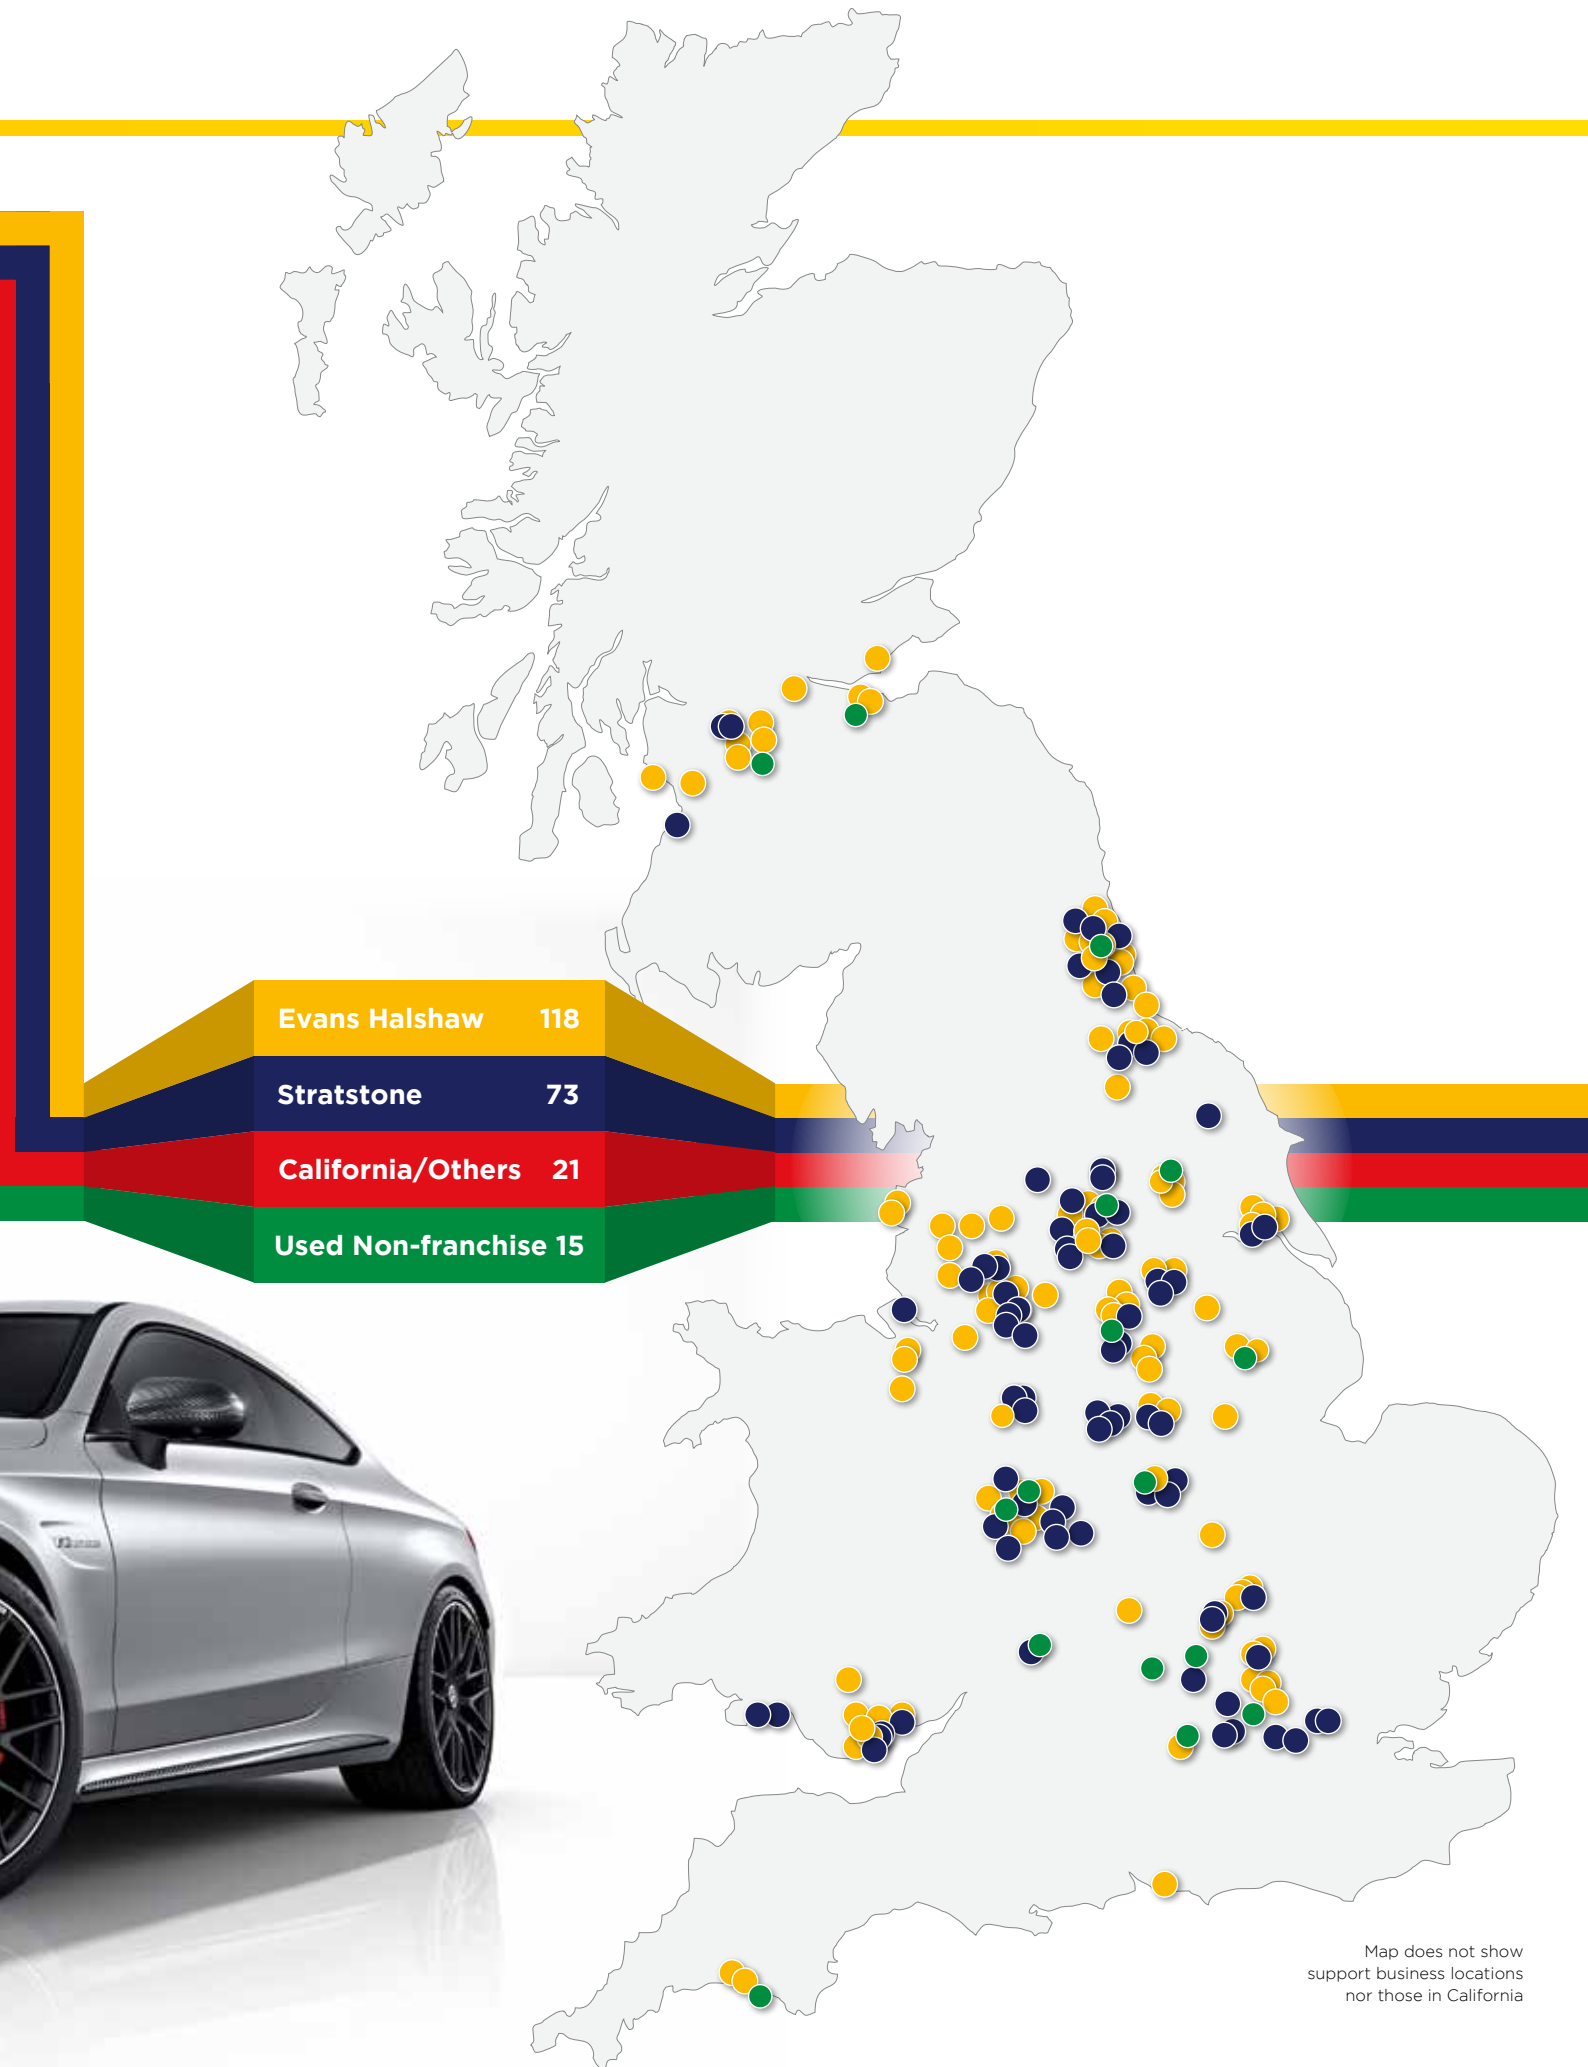 Evans Halshaw 118
Stratstone 73
California/Others 21
Used Non-franchise 15
Map does not show
support business locations
nor those in California